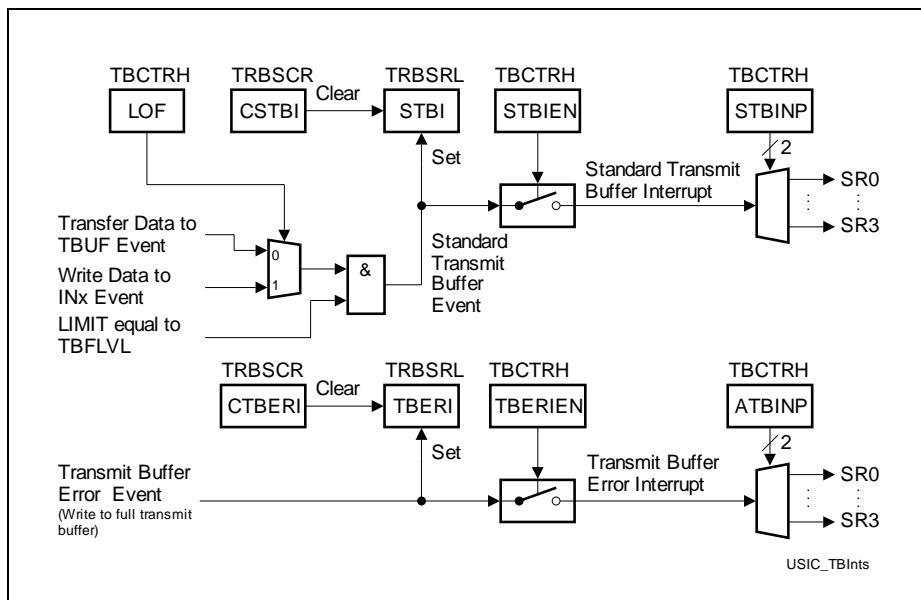 TBCTRH
TRBSCR
TRBSRL
TBCTRH
TBCTRH
LOF
CSTBI
Clear
STBI
STBIEN
STBINP
Set
2
Standard Transmit
Buffer Interrupt
SR0
SR3
Transfer Data to
TBUF Event
0
Write Data to
INx Event
1
&
Standard
Transmit
Buffer
Event
LIMIT equal to
TBFLVL
TRBSCR
TRBSRL
TBCTRH
TBCTRH
CTBERI
Clear
TBERI
TBERIEN
ATBINP
Set
2
Transmit Buffer
Error Event
(Write to full transmit
buffer)
Transmit Buffer
Error Interrupt
SR0
SR3
USIC_TBInts